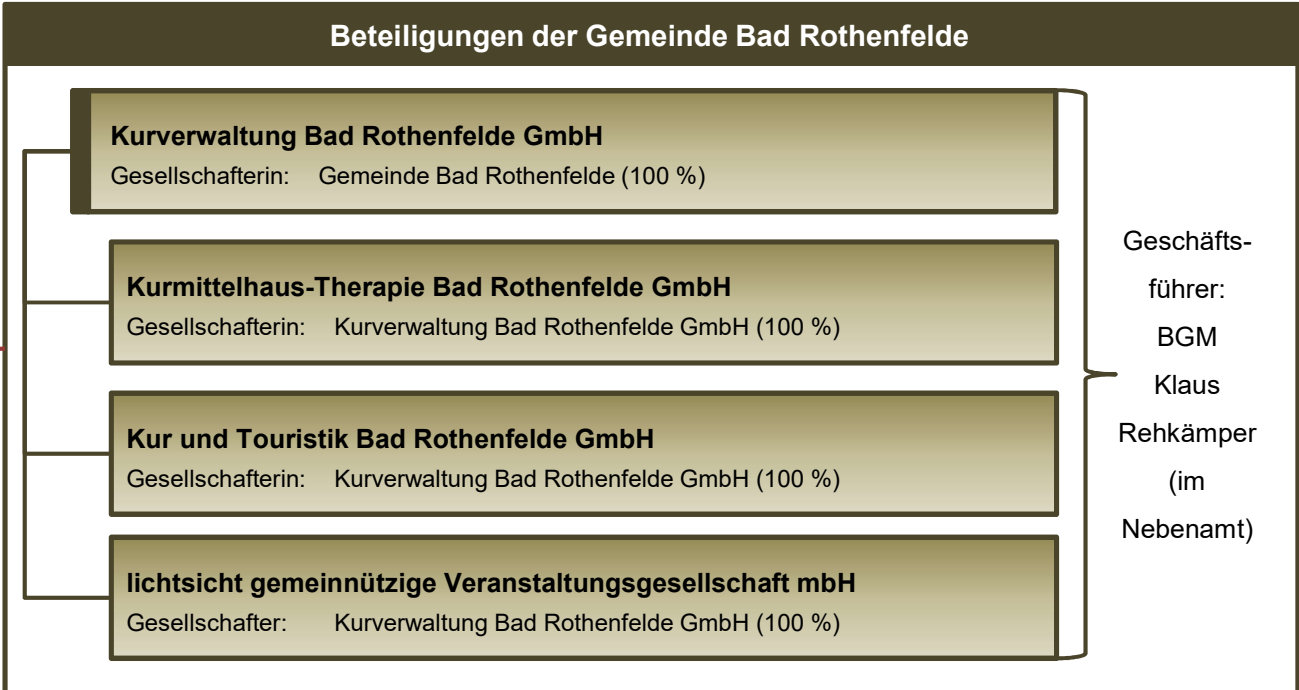 Beteiligungen der Gemeinde Bad Rothenfelde
Kurverwaltung Bad Rothenfelde GmbH
Gesellschafterin: Gemeinde Bad Rothenfelde (100 %)
Kurmittelhaus-Therapie Bad Rothenfelde GmbH
Gesellschafterin: Kurverwaltung Bad Rothenfelde GmbH (100 %)
Kur und Touristik Bad Rothenfelde GmbH
Gesellschafterin: Kurverwaltung Bad Rothenfelde GmbH (100 %)
lichtsicht gemeinnützige Veranstaltungsgesellschaft mbH
Gesellschafter: Kurverwaltung Bad Rothenfelde GmbH (100 %)
Geschäfts-
führer:
BGM
Klaus
Rehkämper
(im
Nebenamt)